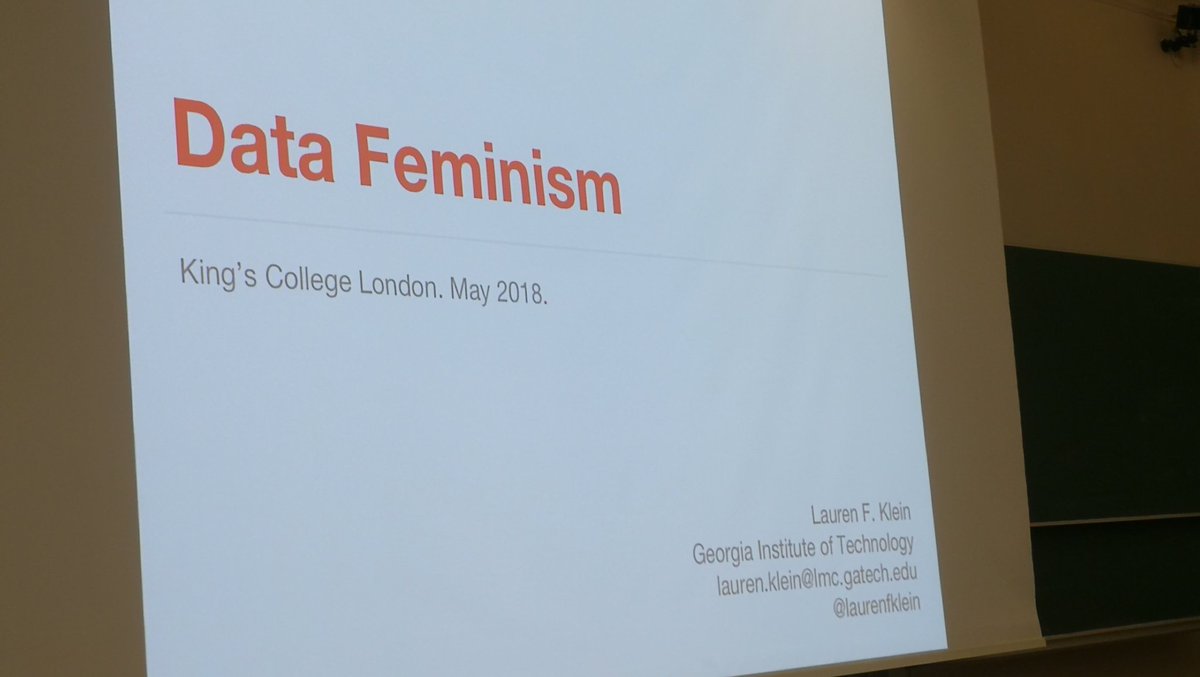 Data Feminism
King's College London. May 2018.
Lauren F. Klein
Georgia Institute of Technology
lauren.klein@lmc.gatech.edu
@laurenfklein